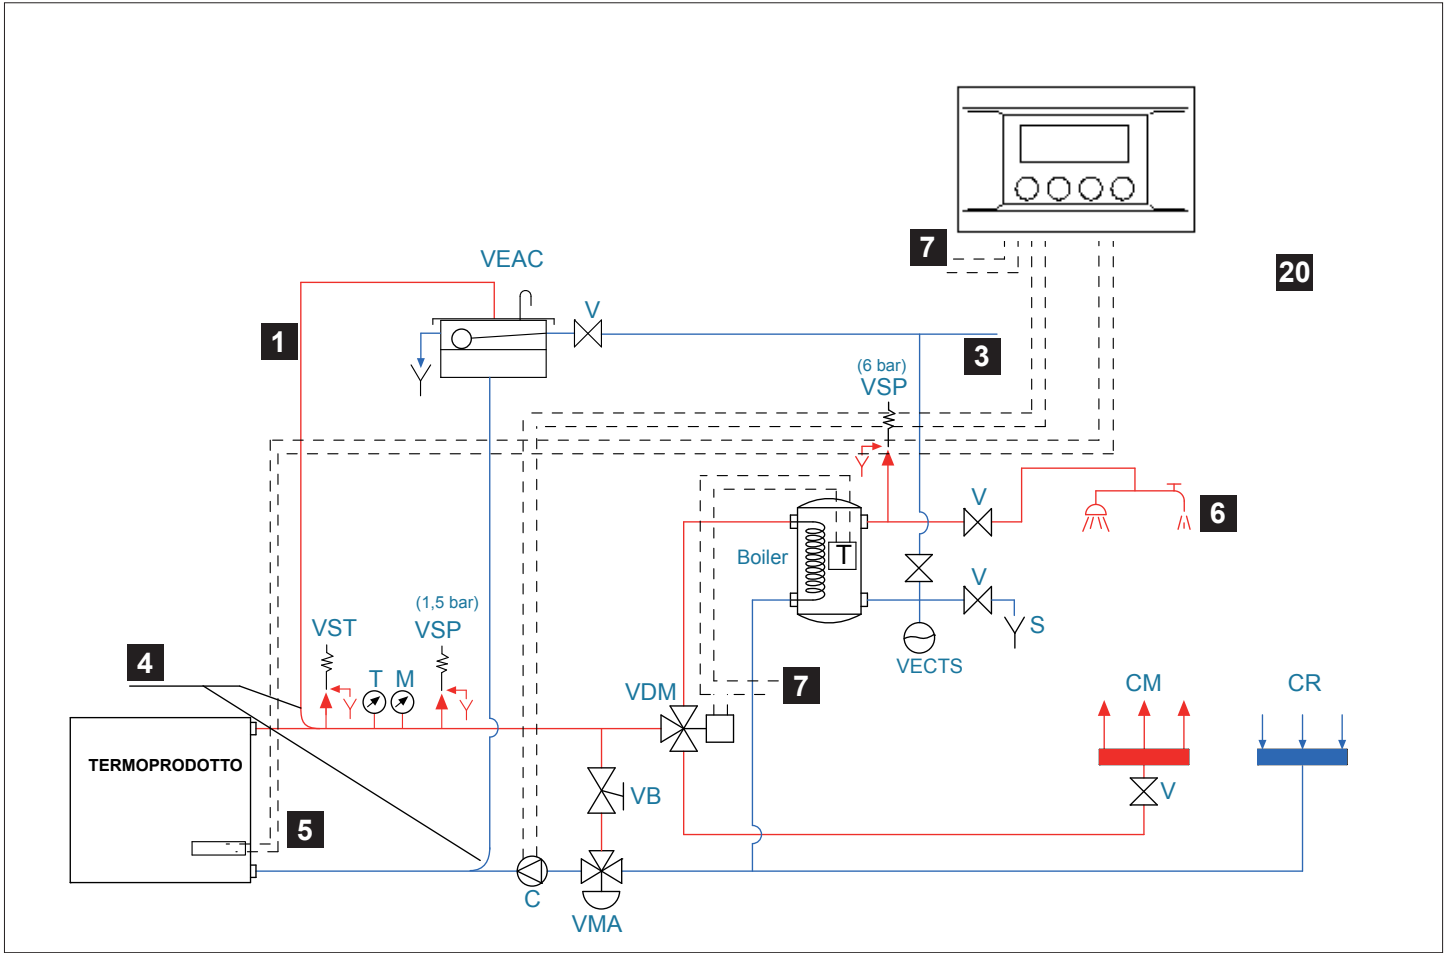 7
20
VEAC
V
1
3
(6 bar)
VSP
V
6
Boiler
T
V
(1,5 bar)
S
VST
VSP
4
VECTS
T M
7
VDM
CM
CR
TERMOPRODOTTO
VB
V
5
C
VMA